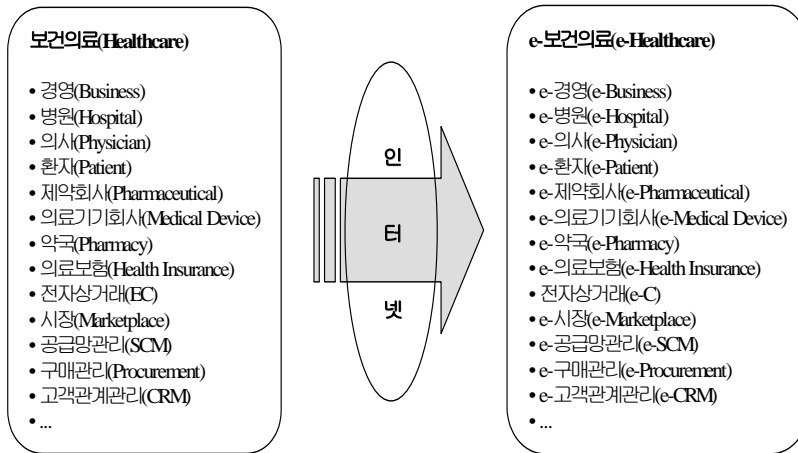 보건의료(Healthcare)
• 경영(Business)
• 병원(Hospital)
• 의사(Physician)
• 환자(Patient)
• 제약회사(Pharmaceutical)
• 의료기기회사(Medical Device)
• 약국(Pharmacy)
• 의료보험(Health Insurance)
• 전자상거래(EC)
• 시장(Marketplace)
• 공급망관리(SCM)
• 구매관리(Procurement)
• 고객관계관리(CRM)
• ...
인
터
넷
e-보건의료(e-Healthcare)
• e-경영(e-Business)
• e-병원(e-Hospital)
• e-의사(e-Physician)
• e-환자(e-Patient)
• e-제약회사(e-Pharmaceutical)
• e-의료기기회사(e-Medical Device)
• e-약국(e-Pharmacy)
• e-의료보험(e-Health Insurance)
• 전자상거래(e-C)
• e-시장(e-Marketplace)
• e-공급망관리(e-SCM)
• e-구매관리(e-Procurement)
• e-고객관계관리(e-CRM)
• ...